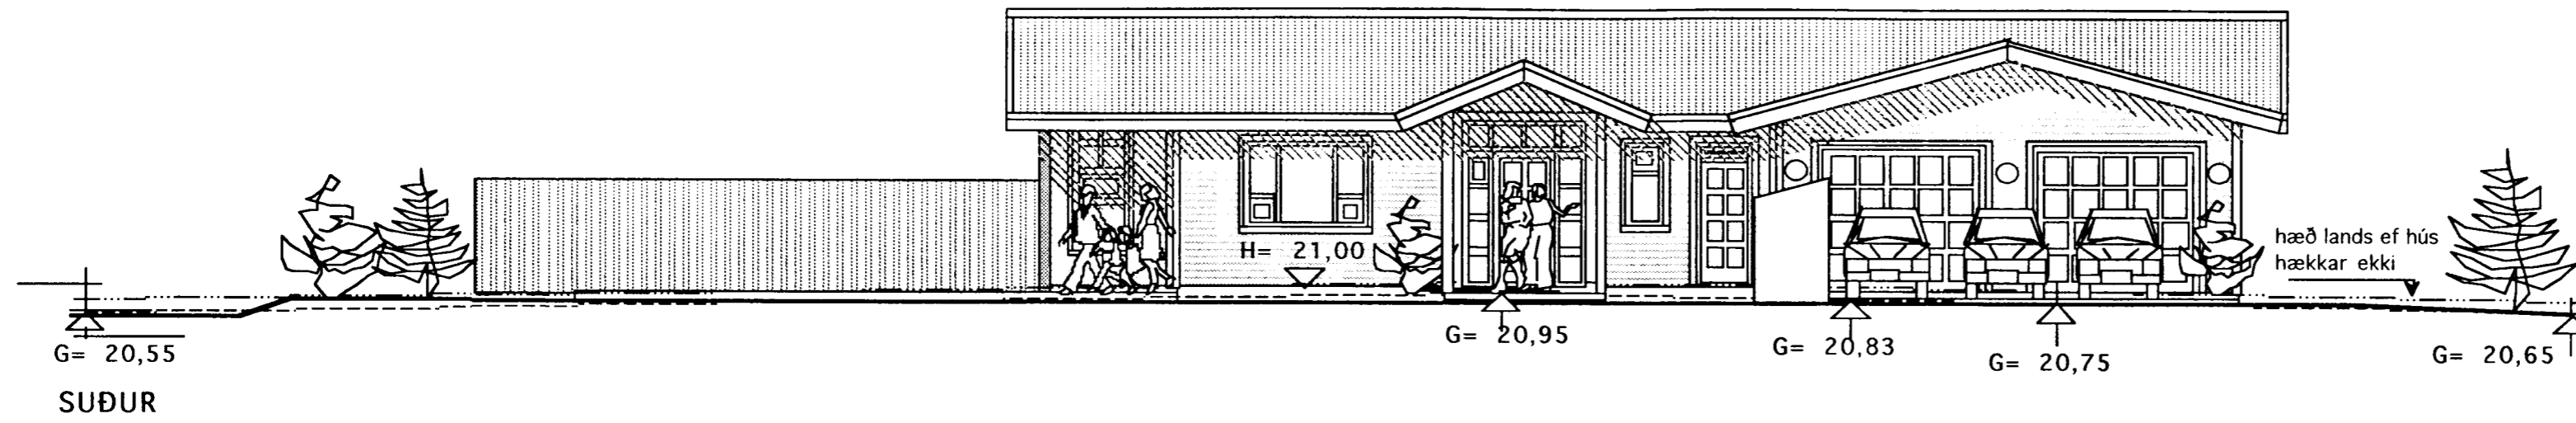 hæð lands ef hús
hækkar ekki
H= 21,00
G= 20,55
G= 20,95
G= 20,83
G= 20,75
G= 20,65
SUÐUR